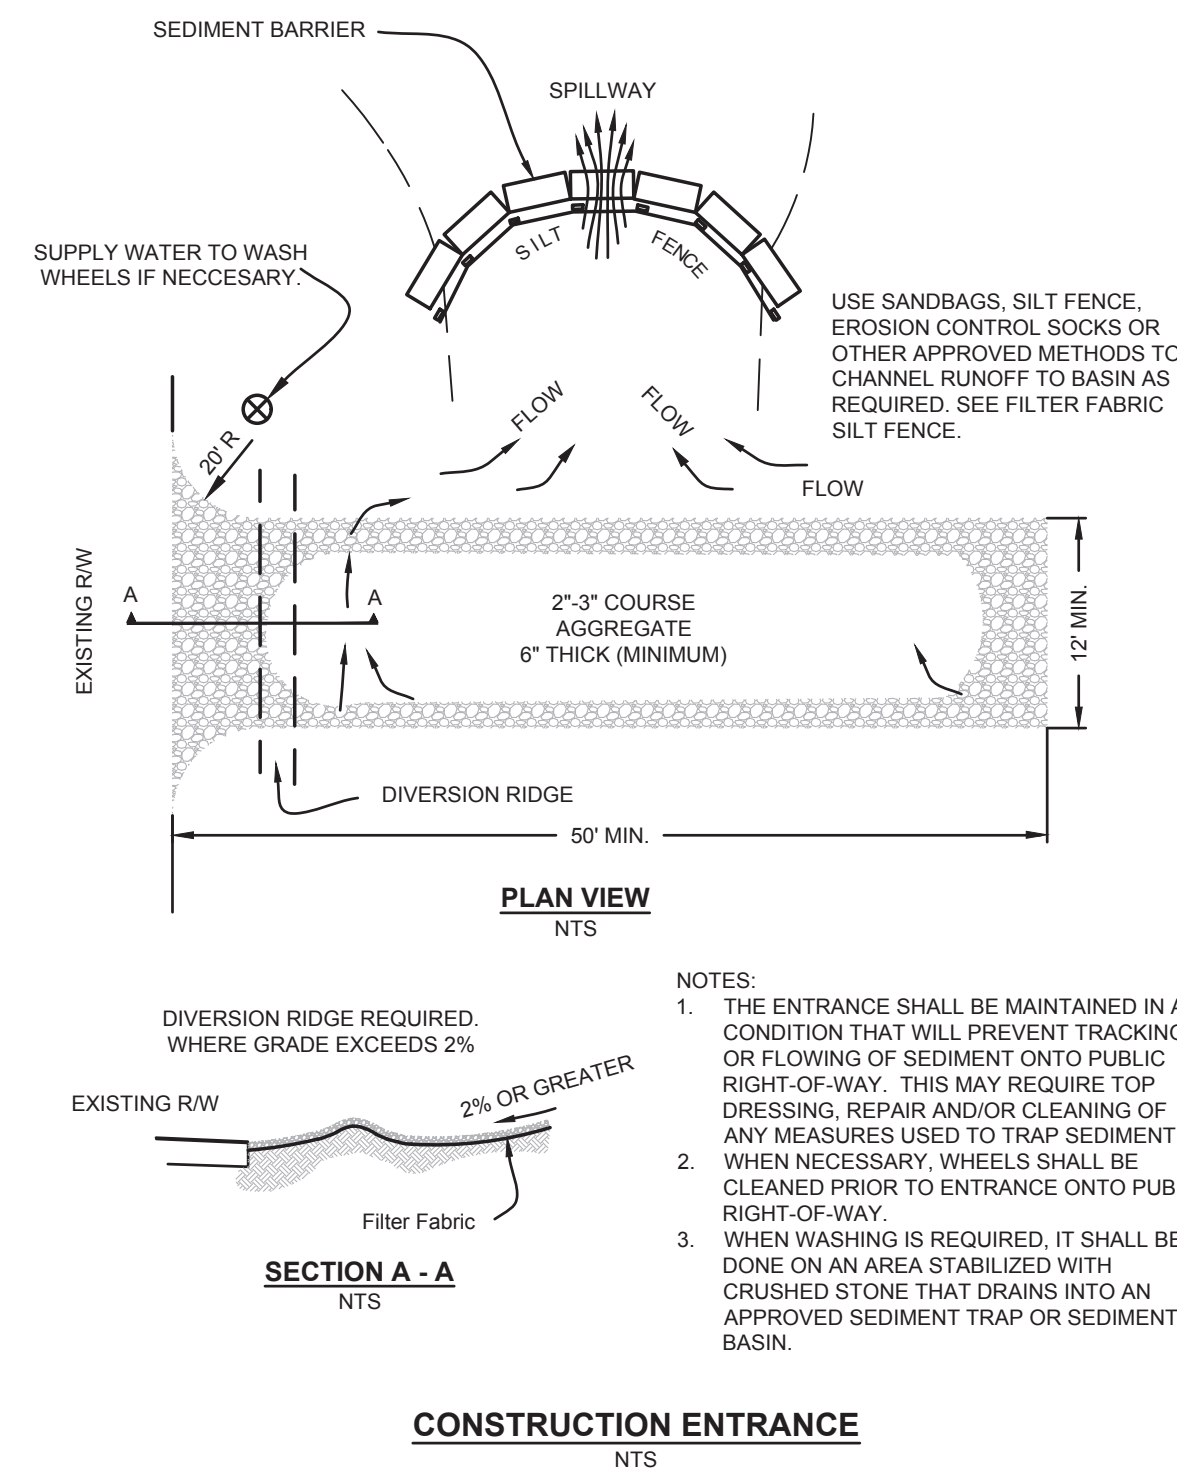 SEDIMENT BARRIER
SPILLWAY
SILT FENCE
SUPPLY WATER TO WASH
WHEELS IF NECCESARY.
USE SANDBAGS, SILT FENCE,
EROSION CONTROL SOCKS OR
OTHER APPROVED METHODS TO
CHANNEL RUNOFF TO BASIN AS
REQUIRED. SEE FILTER FABRIC
SILT FENCE.
FLOW
FLOW
FLOW
20' R
EXISTING R/W
A
A
2"-3" COURSE
AGGREGATE
6" THICK (MINIMUM)
12' MIN.
DIVERSION RIDGE
50' MIN.
PLAN VIEW
NTS
DIVERSION RIDGE REQUIRED.
WHERE GRADE EXCEEDS 2%
EXISTING R/W
2% OR GREATER
Filter Fabric
SECTION A - A
NTS
NOTES:
1. THE ENTRANCE SHALL BE MAINTAINED IN A
CONDITION THAT WILL PREVENT TRACKING
OR FLOWING OF SEDIMENT ONTO PUBLIC
RIGHT-OF-WAY. THIS MAY REQUIRE TOP
DRESSING, REPAIR AND/OR CLEANING OF
ANY MEASURES USED TO TRAP SEDIMENT
2. WHEN NECESSARY, WHEELS SHALL BE
CLEANED PRIOR TO ENTRANCE ONTO PUB
RIGHT-OF-WAY.
3. WHEN WASHING IS REQUIRED, IT SHALL BE
DONE ON AN AREA STABILIZED WITH
CRUSHED STONE THAT DRAINS INTO AN
APPROVED SEDIMENT TRAP OR SEDIMENT
BASIN.
CONSTRUCTION ENTRANCE
NTS